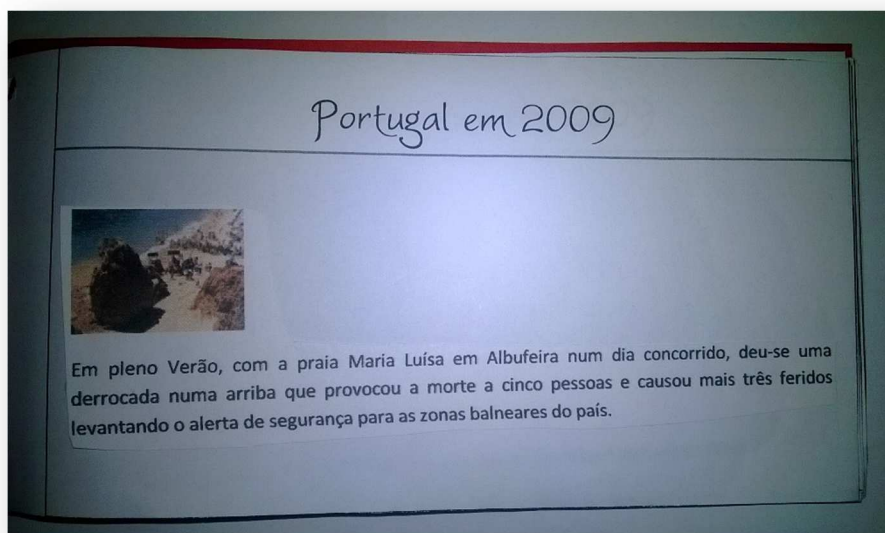 Portugal em 2009
Em pleno Verão, com a praia Maria Luísa em Albufeira num dia concorrido, deu-se uma
derrocada numa arriba que provocou a morte a cinco pessoas e causou mais três feridos
levantando o alerta de segurança para as zonas balneares do país.